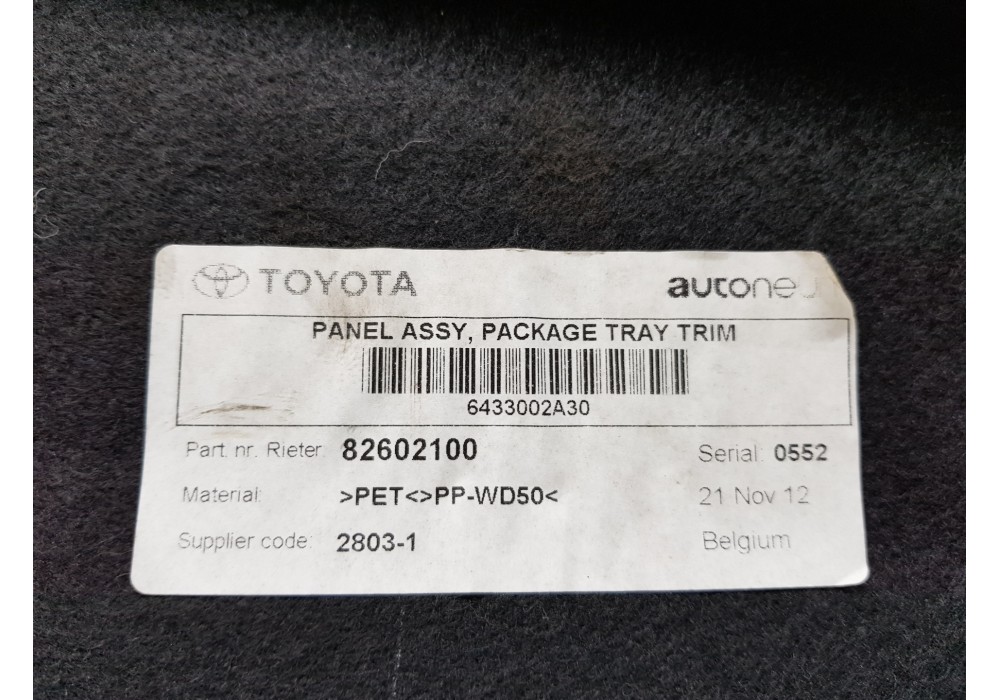 TOYOTA autoneu
PANEL ASSY, PACKAGE TRAY TRIM
6433002A30
Part. nr. Rieter: 82602100 Serial: 0552
Material: >PET<>PP-WD50< 21 Nov 12
Supplier code: 2803-1 Belgium